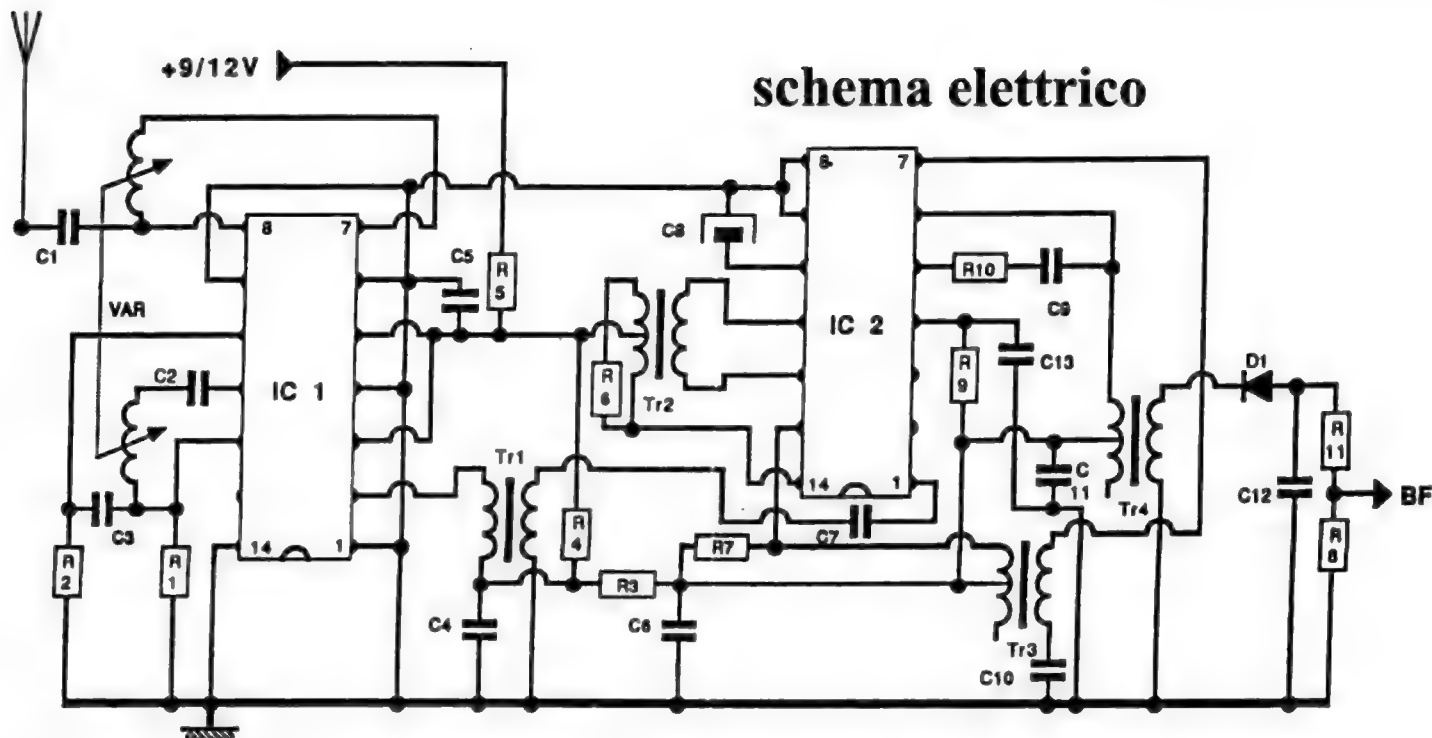 +9/12V
schema elettrico
8 7
8 7
C1
C5
R
5
C8
R10
C9
VAR
IC 1
IC 2
C2
R
6
Tr2
R
9
C13
D1
Tr1
14 1
C
11
R
11
C12
BF
C3
R
2
R
1
14 1
R
4
C7
R7
Tr4
R
8
R3
C4
C6
Tr3
C10